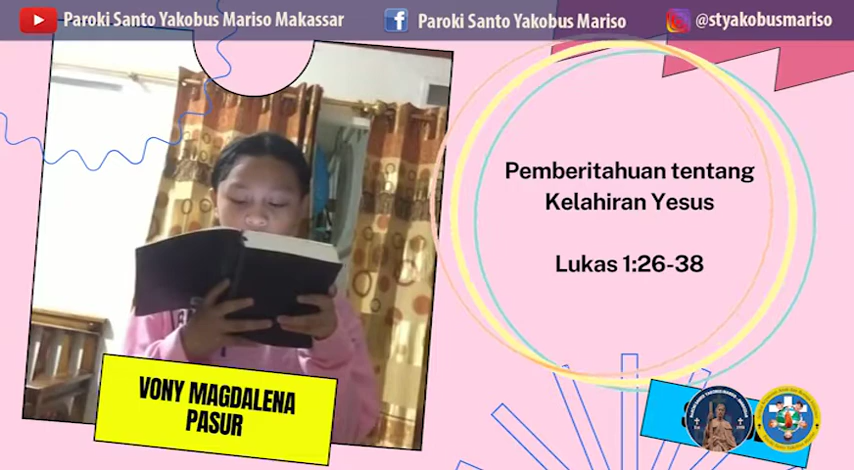 Paroki Santo Yakobus Mariso Makassar
Paroki Santo Yakobus Mariso
@styakobusmariso
Pemberitahuan tentang
Kelahiran Yesus
Lukas 1:26-38
VONY MAGDALENA
PASUR